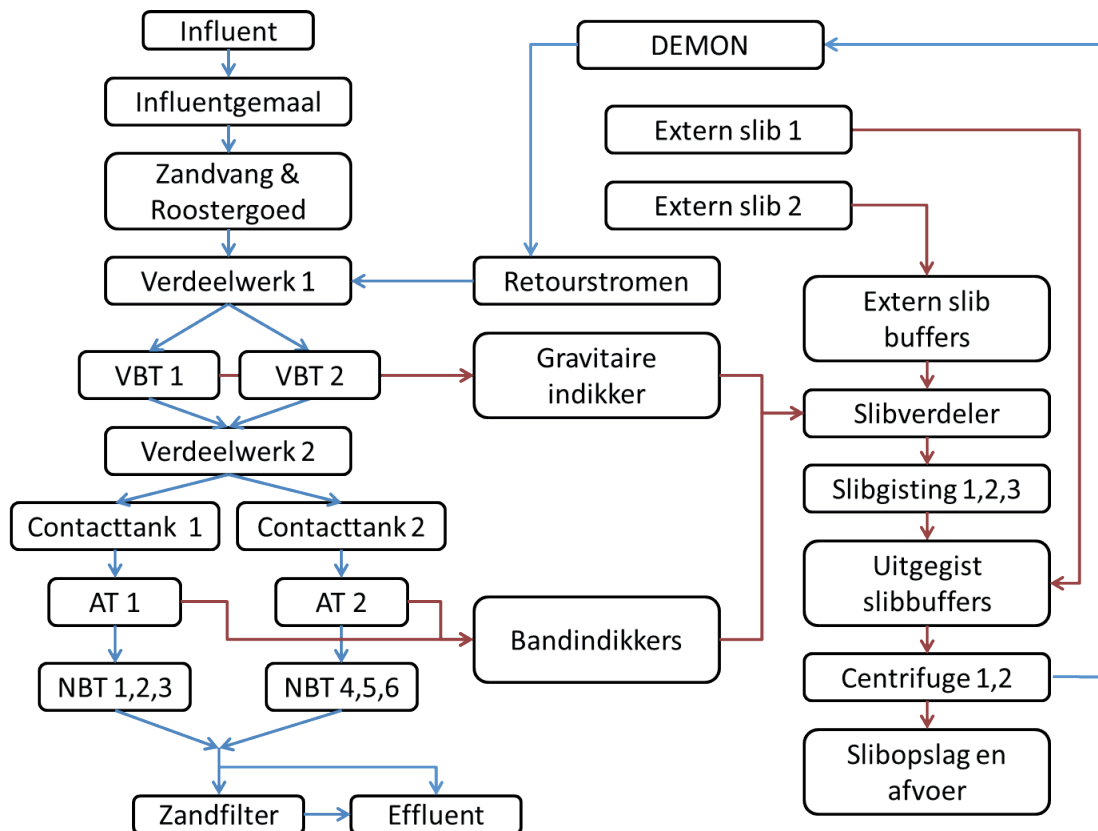 Influent
Influentgemaal
Zandvang &
Roostergoed
Verdeelwerk 1
VBT 1
VBT 2
Verdeelwerk 2
Contacttank 1
Contacttank 2
AT 1
AT 2
NBT 1,2,3
NBT 4,5,6
Zandfilter
Effluent
DEMON
Extern slib 1
Extern slib 2
Retourstromen
Gravitaire
indikker
Bandindikkers
Extern slib
buffers
Slibverdeler
Slibgisting 1,2,3
Uitgegist
slibbuffers
Centrifuge 1,2
Slibopslag en
afvoer